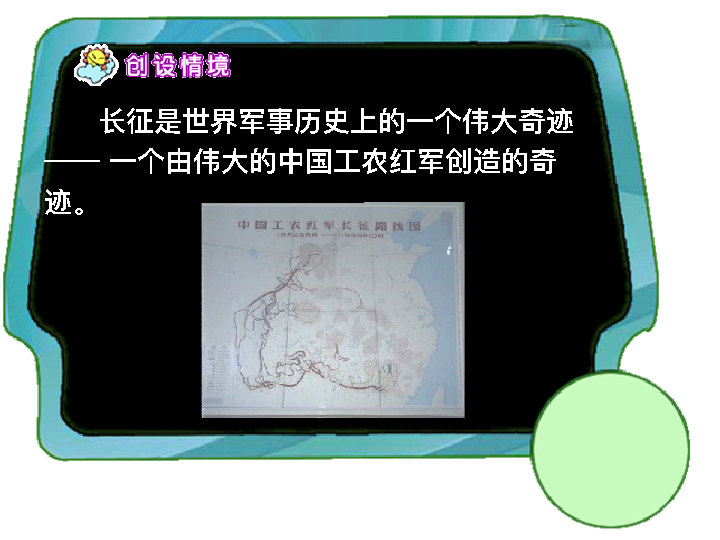 创设情境
长征是世界军事历史上的一个伟大奇迹
—— 一个由伟大的中国工农红军创造的奇
迹。
中国工农红军长征路线图